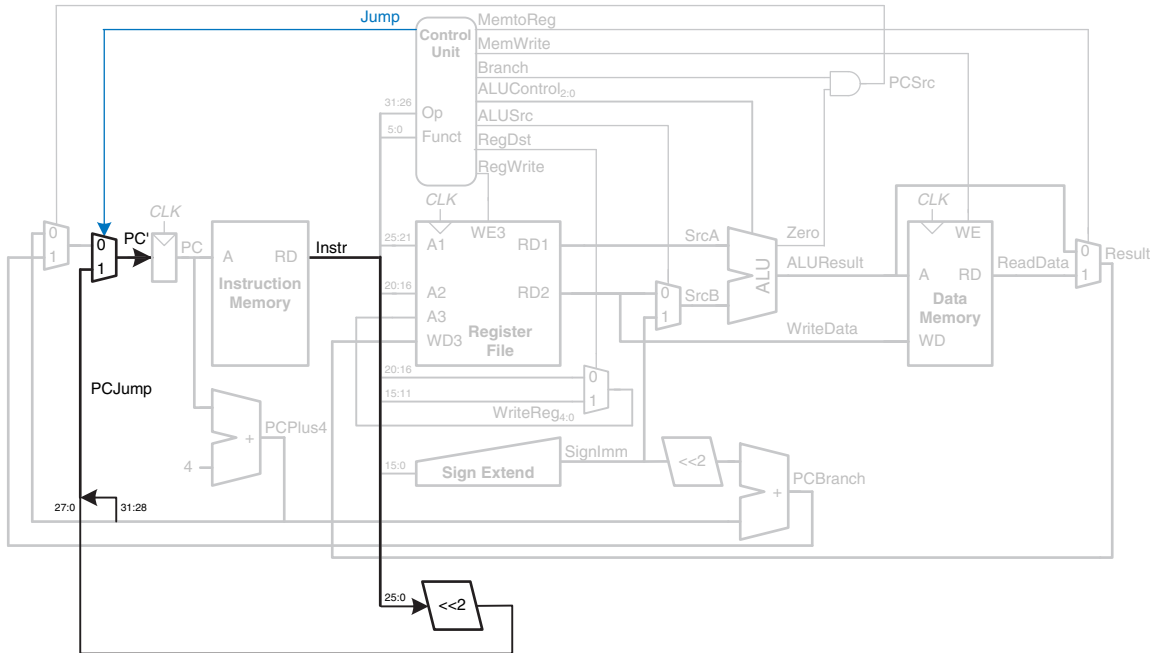 Jump
MemtoReg
Control
Unit
MemWrite
Branch
PCSrc
ALUControl2:0
31:26
Op
ALUSrc
5:0
Funct
RegDst
RegWrite
CLK
CLK
CLK
0
1
0
1
PC'
PC
A
RD
Instruction
Memory
Instr
25:21
A1
WE3
RD1
SrcA
Zero
WE
0
1
Result
20:16
A2
RD2
0
1
SrcB
ALU
ALUResult
A
RD
ReadData
Data
Memory
A3
Register
File
WD3
WriteData
WD
PCJump
20:16
0
15:11
1
WriteReg4:0
+
PCPlus4
4
15:0
Sign Extend
SignImm
<<2
PCBranch
+
27:0
31:28
25:0
<<2